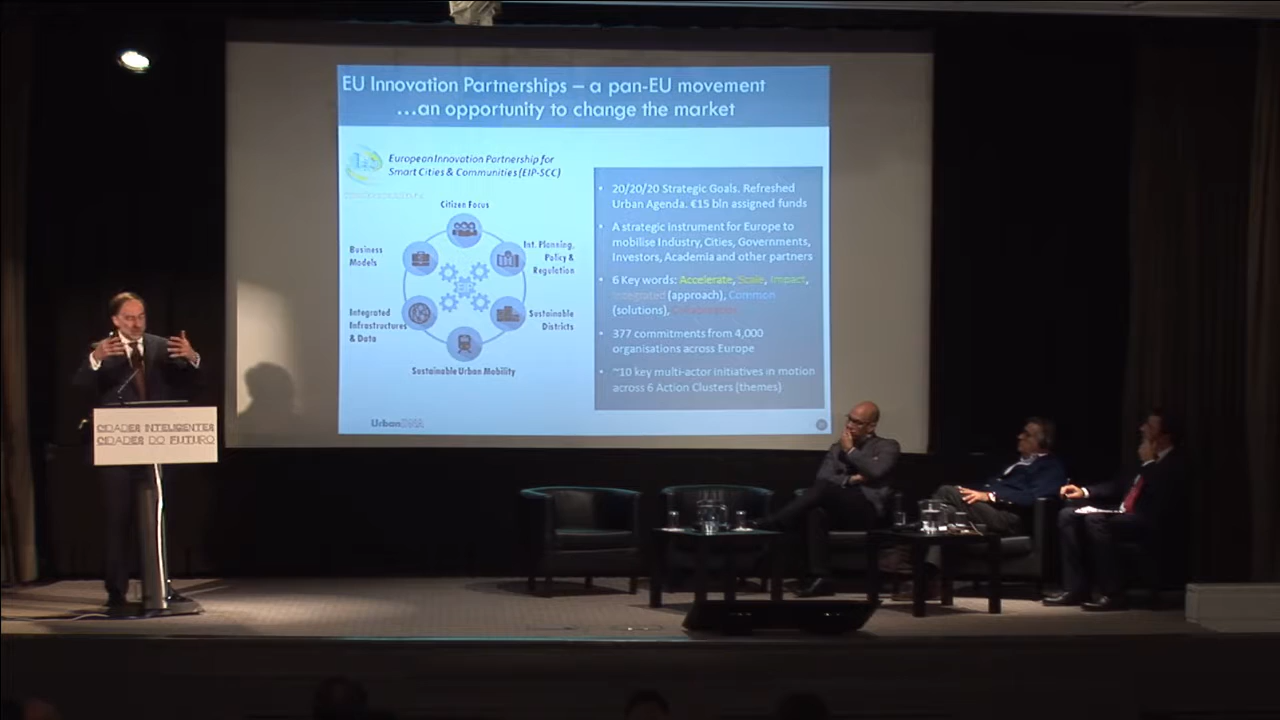 EU Innovation Partnerships – a pan-EU movement
...an opportunity to change the market
European Innovation Partnership for
Smart Cities & Communities (EIP-SCC)
Citizen Focus
Business
Models
Int. Planning,
Policy &
Regulation
EIP
Integrated
Infrastructures
& Data
Sustainable
Districts
Sustainable Urban Mobility
• 20/20/20 Strategic Goals. Refreshed
Urban Agenda. €15 bln assigned funds
• A strategic instrument for Europe to
mobilise Industry, Cities, Governments,
Investors, Academia and other partners
• 6 Key words: Accelerate, Scale, Impact,
Integrated (approach), Common
(solutions),
• 377 commitments from 4,000
organisations across Europe
• ~10 key multi-actor initiatives in motion
across 6 Action Clusters (themes)
UrbanDNA
CIDADES INTELIGENTES
CIDADES DO FUTURO